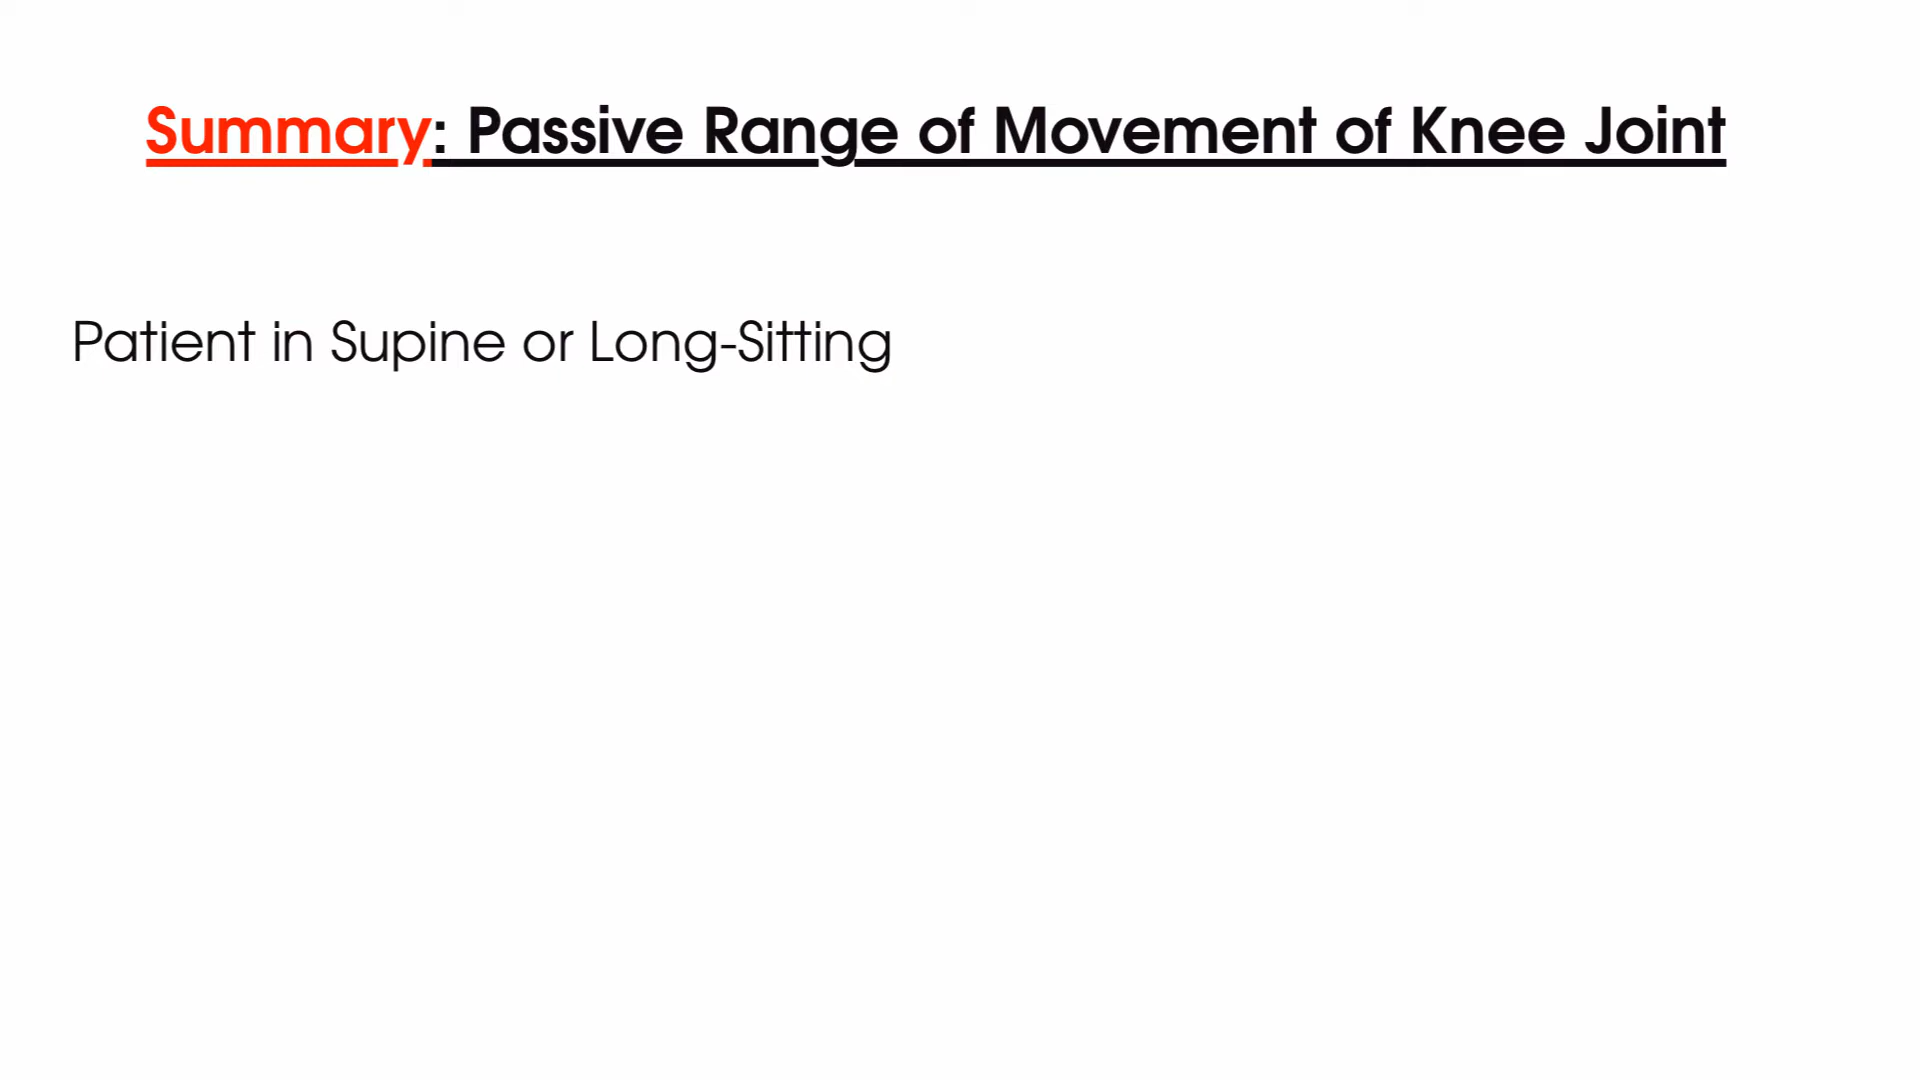 Summary: Passive Range of Movement of Knee Joint
Patient in Supine or Long-Sitting